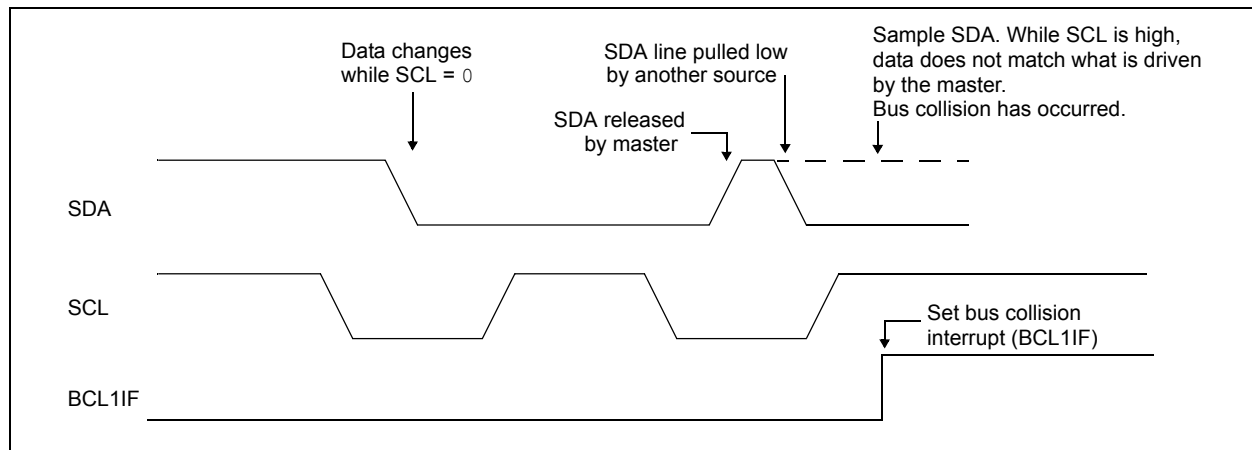 Data changes
while SCL = 0
SDA line pulled low
by another source
Sample SDA. While SCL is high,
data does not match what is driven
by the master.
Bus collision has occurred.
SDA released
by master
SDA
SCL
Set bus collision
interrupt (BCL1IF)
BCL1IF